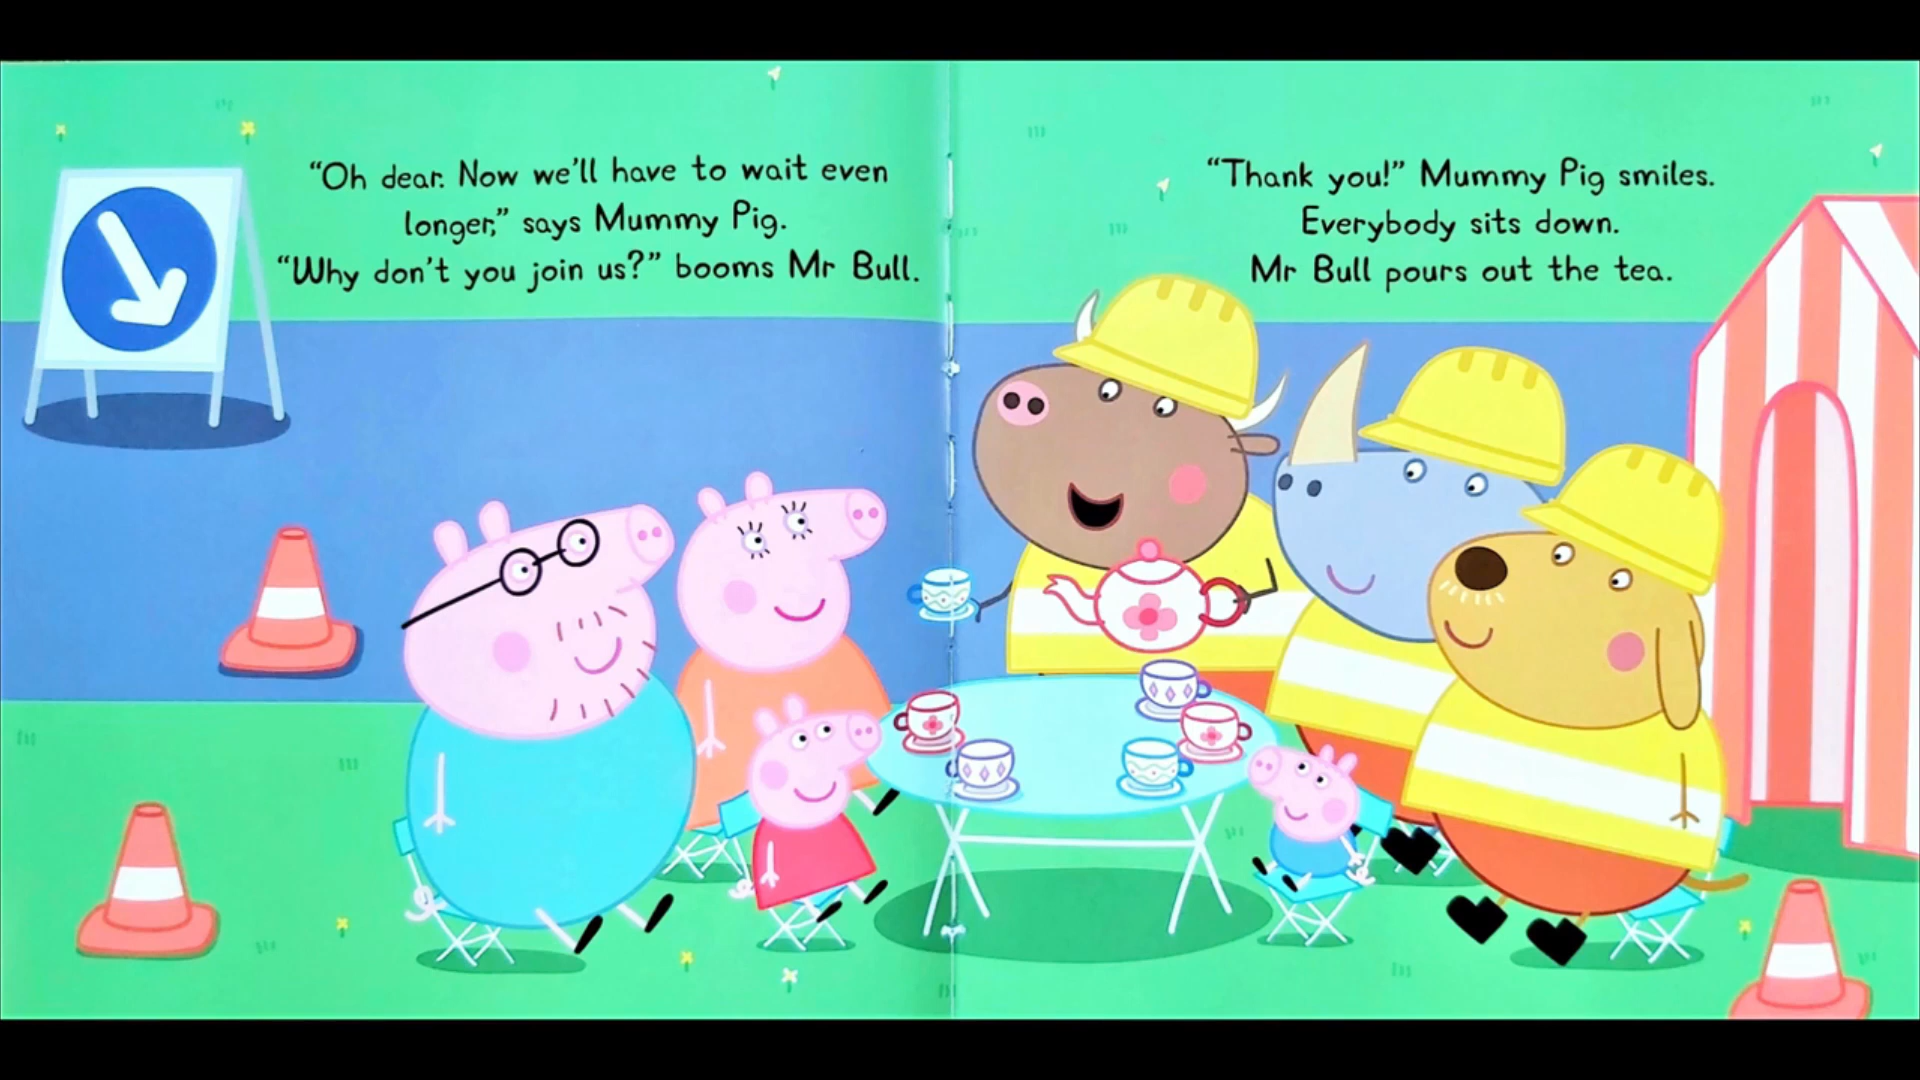 “Oh dear. Now we’ll have to wait even
longer,” says Mummy Pig.
“Why don’t you join us?” booms Mr Bull.
“Thank you!” Mummy Pig smiles.
Everybody sits down.
Mr Bull pours out the tea.